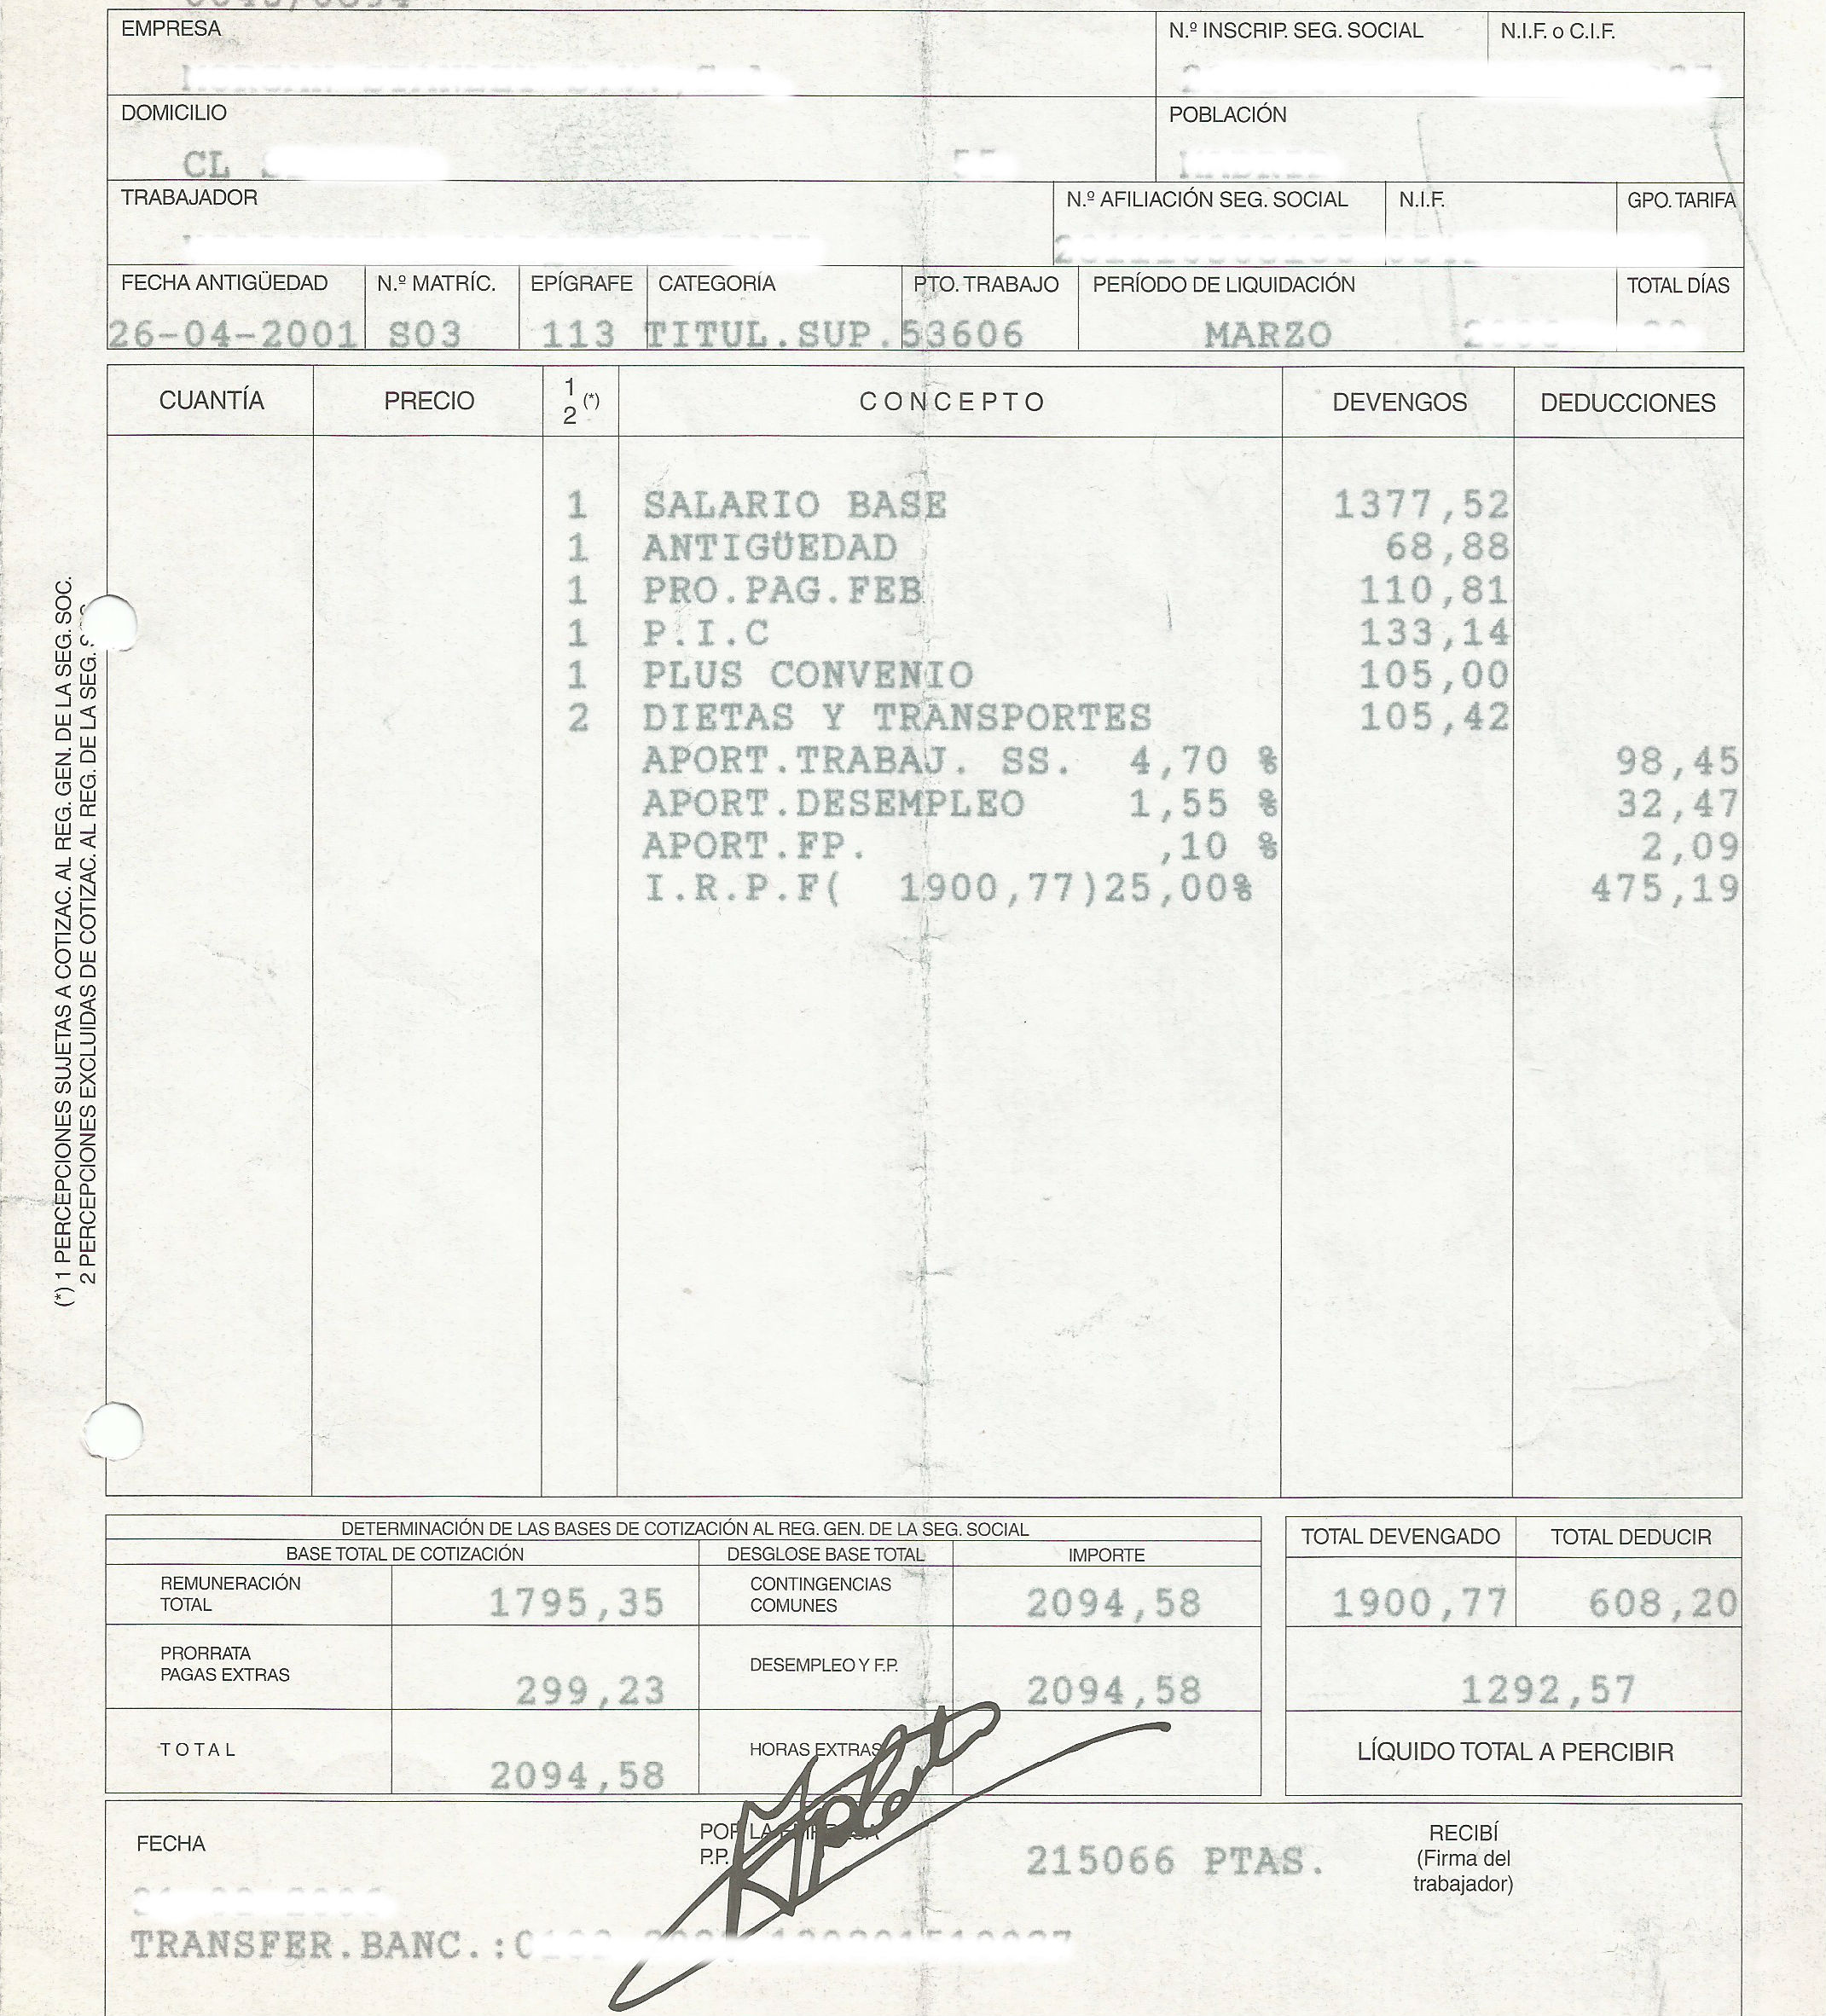 EMPRESA
N.º INSCRIP. SEG. SOCIAL N.I.F. o C.I.F.
DOMICILIO
POBLACIÓN
CL
TRABAJADOR
N.º AFILIACIÓN SEG. SOCIAL N.I.F. GPO. TARIFA
FECHA ANTIGÜEDAD N.º MATRÍC. EPÍGRAFE CATEGORÍA PTO. TRABAJO PERÍODO DE LIQUIDACIÓN TOTAL DÍAS
26-04-2001 S03 113 TITUL.SUP. 53606 MARZO
CUANTÍA PRECIO 1 2 (*) CONCEPTO DEVENGOS DEDUCCIONES
1 SALARIO BASE 1377,52
1 ANTIGÜEDAD 68,88
1 PRO.PAG.FEB 110,81
1 P.I.C 133,14
1 PLUS CONVENIO 105,00
2 DIETAS Y TRANSPORTES 105,42
APORT.TRABAJ. SS. 4,70 % 98,45
APORT.DESEMPLEO 1,55 % 32,47
APORT.FP. ,10 % 2,09
I.R.P.F( 1900,77)25,00% 475,19
(*) 1 PERCEPCIONES SUJETAS A COTIZAC. AL REG. GEN. DE LA SEG. SOC.
2 PERCEPCIONES EXCLUIDAS DE COTIZAC. AL REG. DE LA SEG.
DETERMINACIÓN DE LAS BASES DE COTIZACIÓN AL REG. GEN. DE LA SEG. SOCIAL
BASE TOTAL DE COTIZACIÓN DESGLOSE BASE TOTAL IMPORTE
TOTAL DEVENGADO TOTAL DEDUCIR
REMUNERACIÓN TOTAL 1795,35 CONTINGENCIAS COMUNES 2094,58
1900,77 608,20
PRORRATA PAGAS EXTRAS 299,23 DESEMPLEO Y F.P. 2094,58
1292,57
TOTAL 2094,58 HORAS EXTRAS
LÍQUIDO TOTAL A PERCIBIR
FECHA
POR LA EMPRESA
P.P.
215066 PTAS.
RECIBÍ
(Firma del
trabajador)
TRANSFER.BANC.: